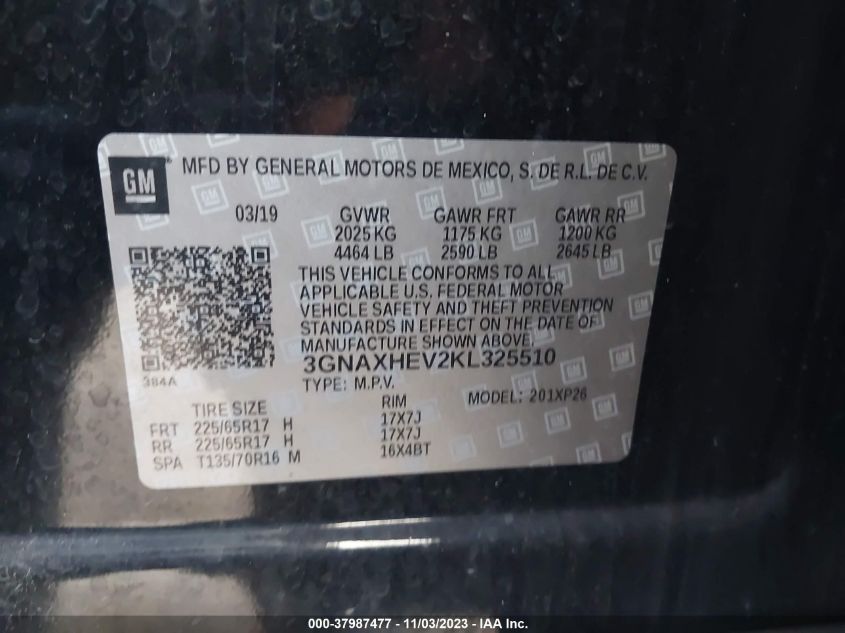 GM ® MFD BY GENERAL MOTORS DE MEXICO, S. DE R.L. DE C.V.
03/19 GVWR GAWR FRT GAWR RR
2025 KG 1175 KG 1200 KG
4464 LB 2590 LB 2645 LB
THIS VEHICLE CONFORMS TO ALL
APPLICABLE U.S. FEDERAL MOTOR
VEHICLE SAFETY AND THEFT PREVENTION
STANDARDS IN EFFECT ON THE DATE OF
MANUFACTURE SHOWN ABOVE.
384A 3GNAXHEV2KL325510
TYPE: M.P.V. MODEL: 201XP26
TIRE SIZE RIM
FRT 225/65R17 H 17X7J
RR 225/65R17 H 17X7J
SPA T135/70R16 M 16X4BT
000-37987477 - 11/03/2023 - IAA Inc.